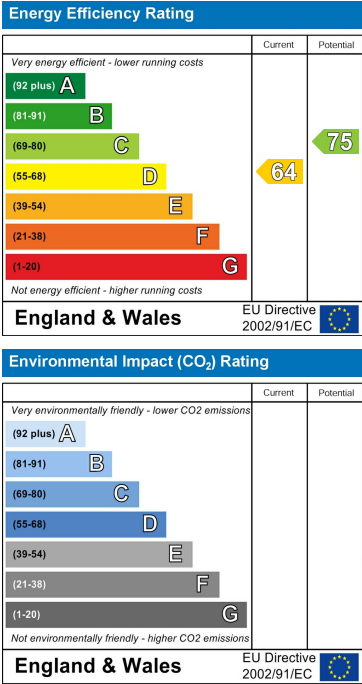 Energy Efficiency Rating
Current Potential
Very energy efficient - lower running costs
(92 plus) A
(81-91) B
(69-80) C
75
(55-68) D
64
(39-54) E
(21-38) F
(1-20) G
Not energy efficient - higher running costs
England & Wales
EU Directive
2002/91/EC
Environmental Impact (CO₂) Rating
Current Potential
Very environmentally friendly - lower CO2 emissions
(92 plus) A
(81-91) B
(69-80) C
(55-68) D
(39-54) E
(21-38) F
(1-20) G
Not environmentally friendly - higher CO2 emissions
England & Wales
EU Directive
2002/91/EC